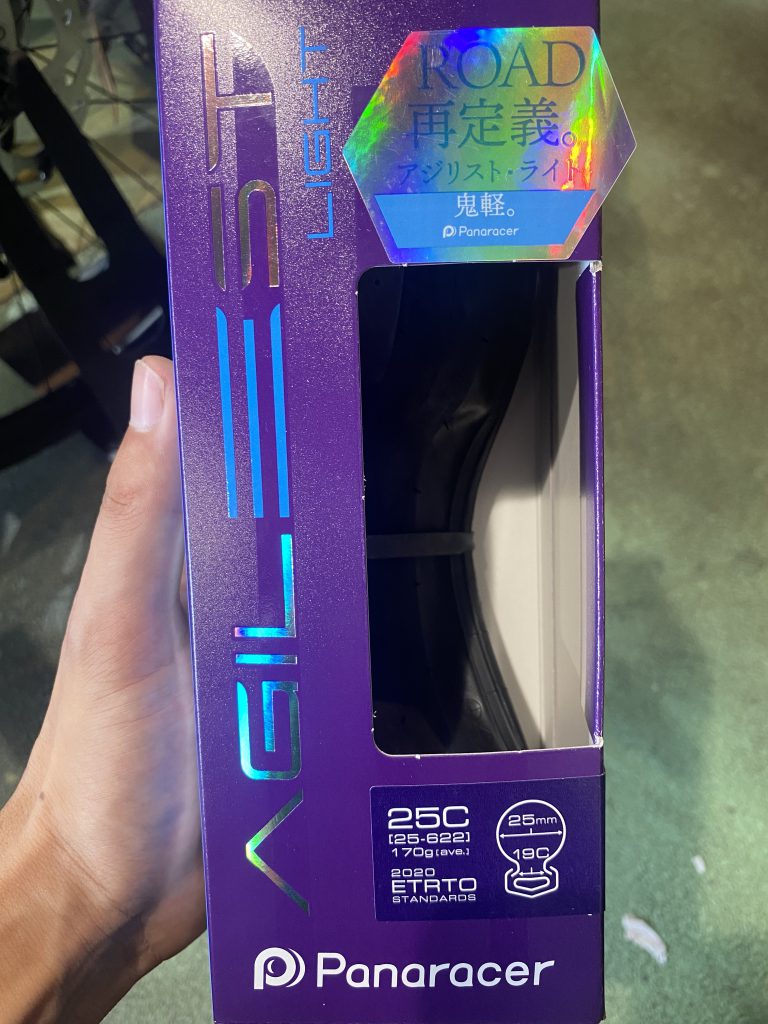 AGILEST
LIGHT
ROAD
再定義。
アジリスト・ライト
鬼軽。
Panaracer
25C
[25-622]
170g[ave.]
2020
ETRTO
STANDARDS
25mm
19C
Panaracer